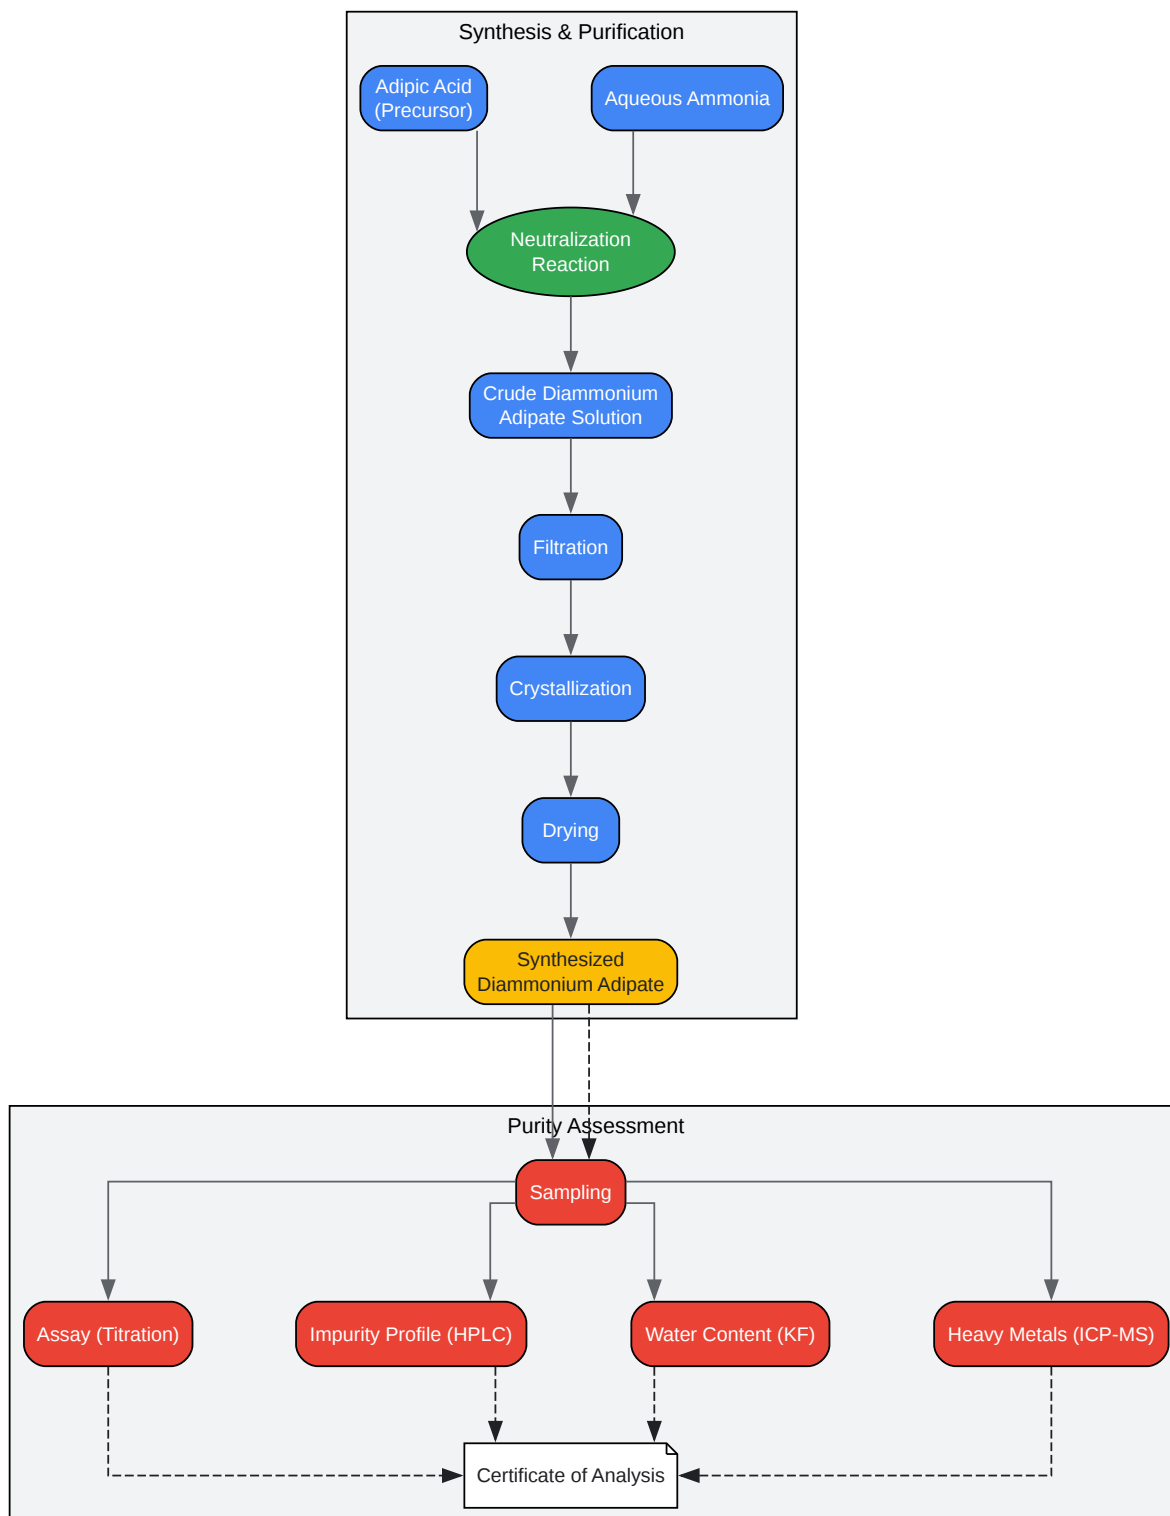 Synthesis & Purification
Adipic Acid
(Precursor)
Aqueous Ammonia
Neutralization
Reaction
Crude Diammonium
Adipate Solution
Filtration
Crystallization
Drying
Synthesized
Diammonium Adipate
Purity Assessment
Sampling
Assay (Titration)
Impurity Profile (HPLC)
Water Content (KF)
Heavy Metals (ICP-MS)
Certificate of Analysis